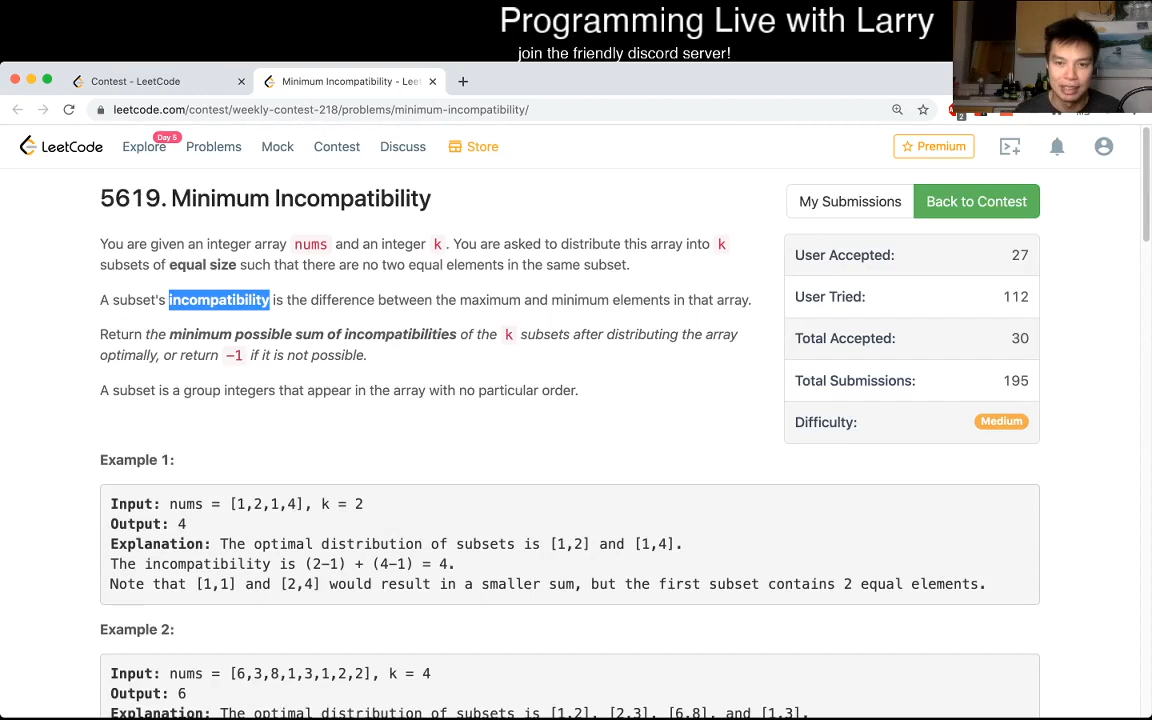 Programming Live with Larry
join the friendly discord server!
Contest - LeetCode
Minimum Incompatibility - Leet
leetcode.com/contest/weekly-contest-218/problems/minimum-incompatibility/
2
LeetCode
Explore
Day 5
Problems
Mock
Contest
Discuss
Store
Premium
5619. Minimum Incompatibility
My Submissions
Back to Contest
You are given an integer array nums and an integer k. You are asked to distribute this array into k
subsets of equal size such that there are no two equal elements in the same subset.
A subset's incompatibility is the difference between the maximum and minimum elements in that array.
Return the minimum possible sum of incompatibilities of the k subsets after distributing the array
optimally, or return -1 if it is not possible.
A subset is a group integers that appear in the array with no particular order.
User Accepted: 27
User Tried: 112
Total Accepted: 30
Total Submissions: 195
Difficulty: Medium
Example 1:
Input: nums = [1,2,1,4], k = 2
Output: 4
Explanation: The optimal distribution of subsets is [1,2] and [1,4].
The incompatibility is (2-1) + (4-1) = 4.
Note that [1,1] and [2,4] would result in a smaller sum, but the first subset contains 2 equal elements.
Example 2:
Input: nums = [6,3,8,1,3,1,2,2], k = 4
Output: 6
Explanation: The optimal distribution of subsets is [1,2], [2,3], [6,8], and [1,3].